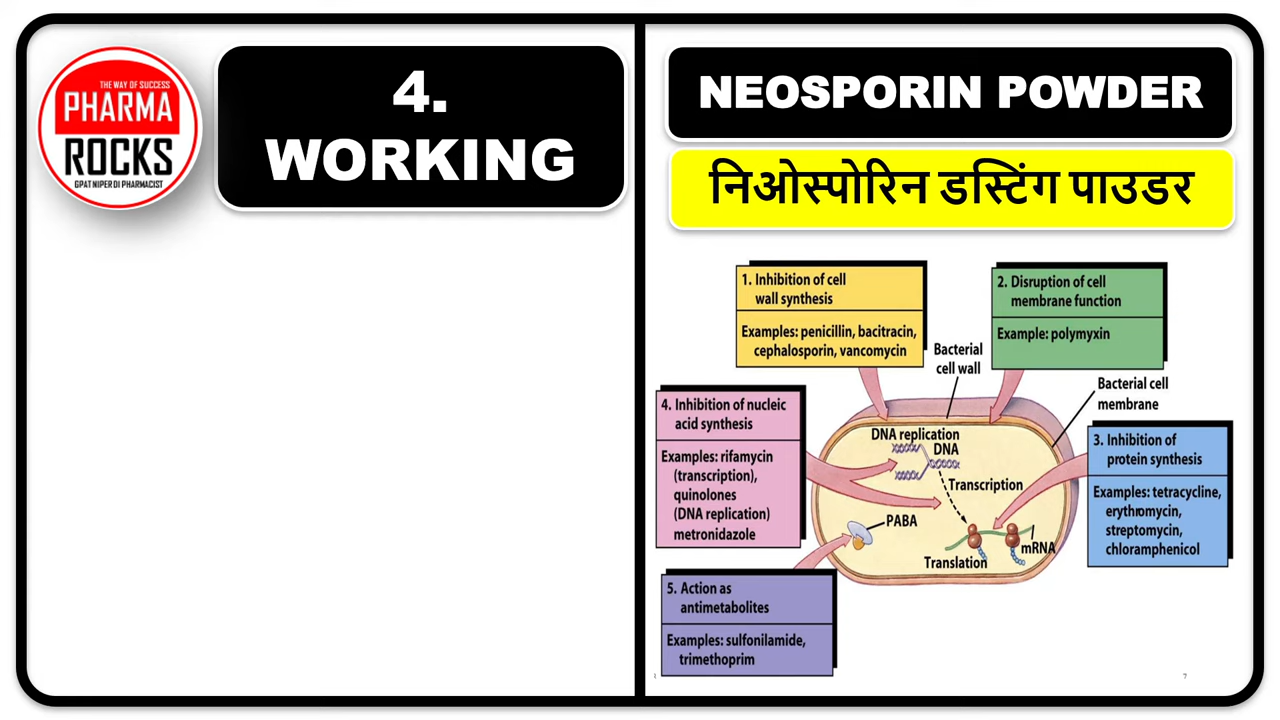 THE WAY OF SUCCESS
PHARMA
ROCKS
GPAT NIPER DI PHARMACIST
4.
WORKING
NEOSPORIN POWDER
निओस्पोरिन डस्टिंग पाउडर
1. Inhibition of cell
wall synthesis
Examples: penicillin, bacitracin,
cephalosporin, vancomycin
2. Disruption of cell
membrane function
Example: polymyxin
Bacterial
cell wall
Bacterial cell
membrane
4. Inhibition of nucleic
acid synthesis
Examples: rifamycin
(transcription),
quinolones
(DNA replication)
metronidazole
DNA replication
DNA
Transcription
PABA
Translation
mRNA
3. Inhibition of
protein synthesis
Examples: tetracycline,
erythromycin,
streptomycin,
chloramphenicol
5. Action as
antimetabolites
Examples: sulfonilamide,
trimethoprim
7